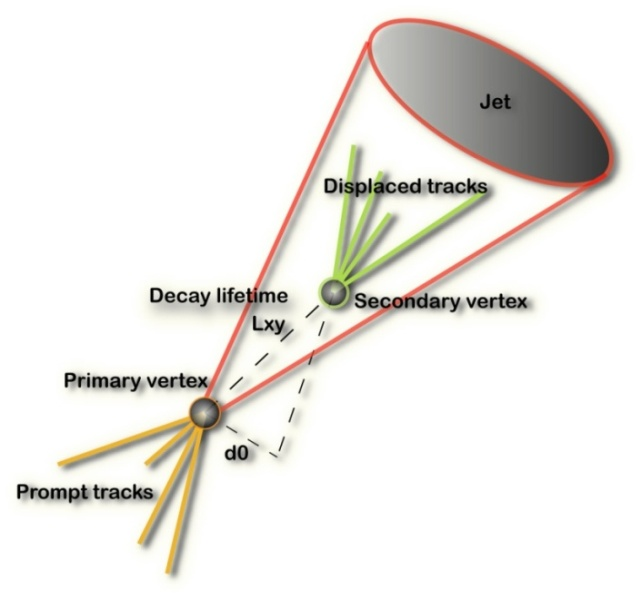 Jet
Displaced tracks
Decay lifetime
Lxy
Secondary vertex
Primary vertex
d0
Prompt tracks